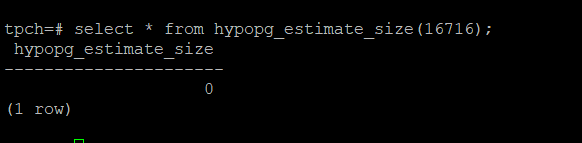 tpch=# select * from hypopg_estimate_size(16716);
hypopg_estimate_size
----------------------
0
(1 row)